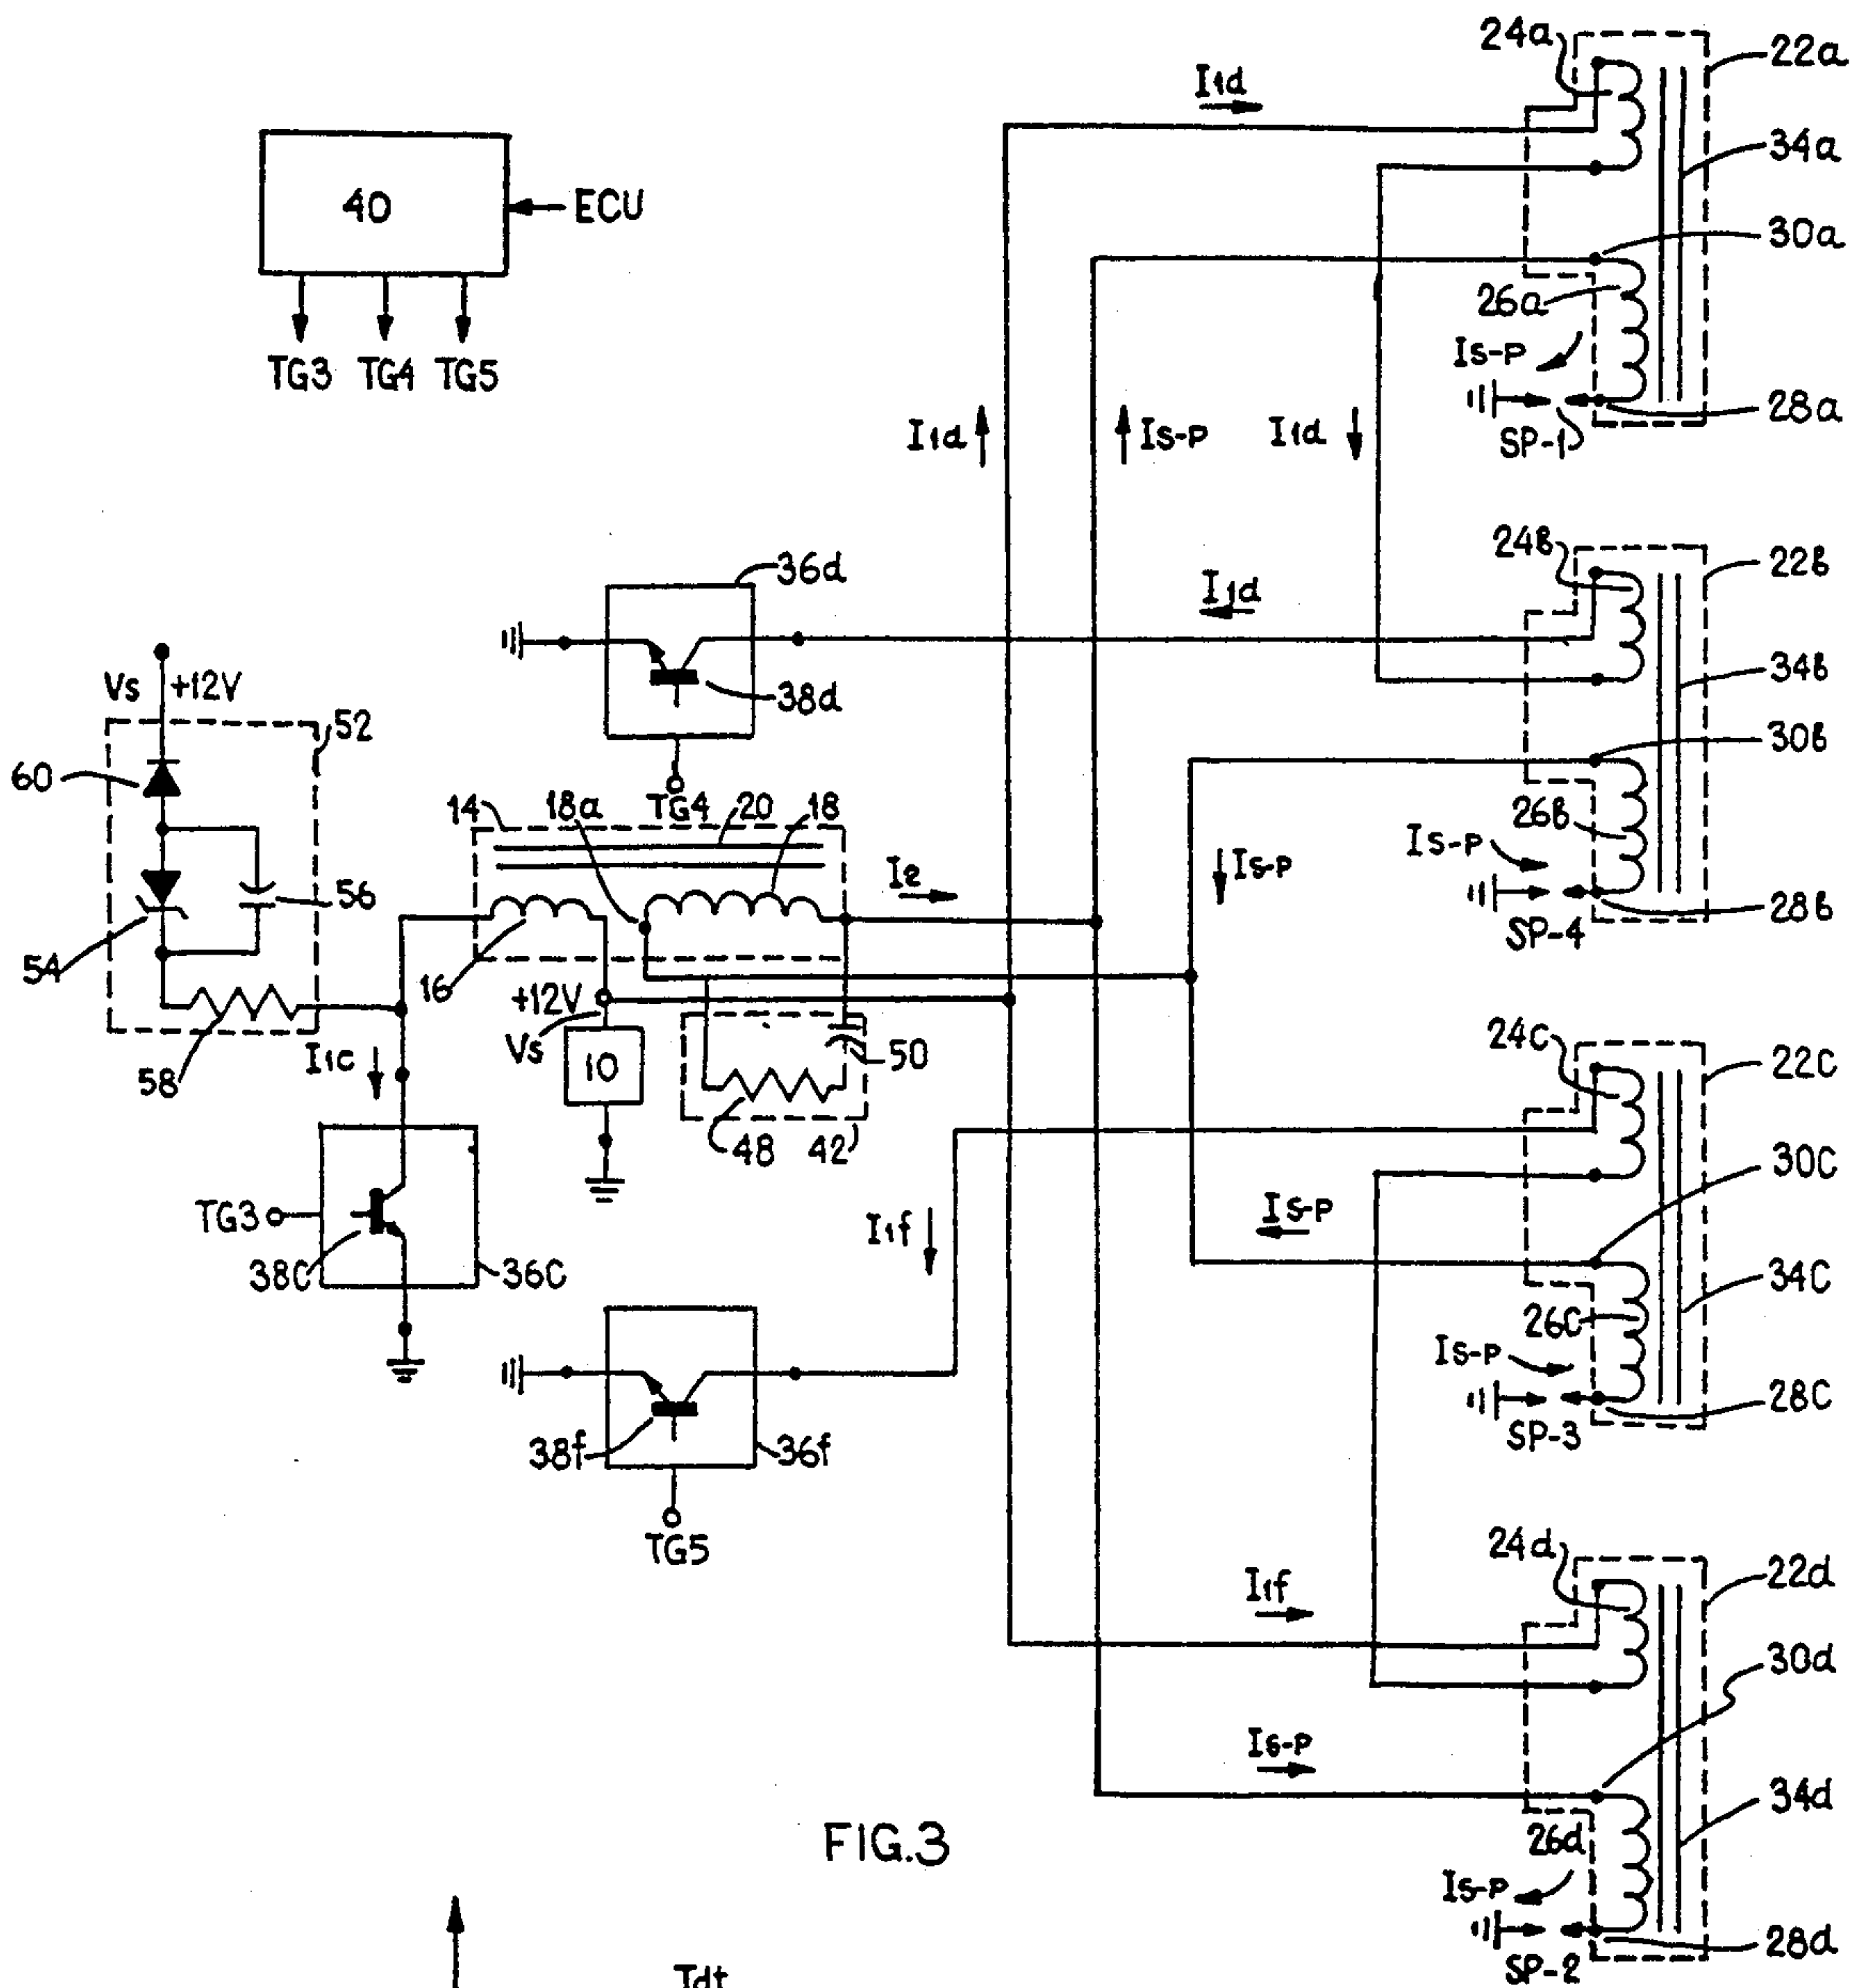 24a
22a
I1d
34a
40
ECU
30a
26a
Is-p
TG3 TG4 TG5
28a
SP-1
I1d
Is-p
I1d
24b
22b
36d
I1d
34b
38d
Vs +12V
52
30b
60
TG4
14
18a
20
18
26b
Is-p
I2
Is-p
56
28b
SP-4
54
16
+12V
Vs
24c
22c
50
I1c
10
58
48
42
30c
TG3
I1f
Is-p
38c
36c
34c
26c
Is-p
28c
SP-3
38f
36f
TG5
24d
22d
I1f
30d
Is-p
34d
FIG.3
26d
Is-p
28d
SP-2
Tdt